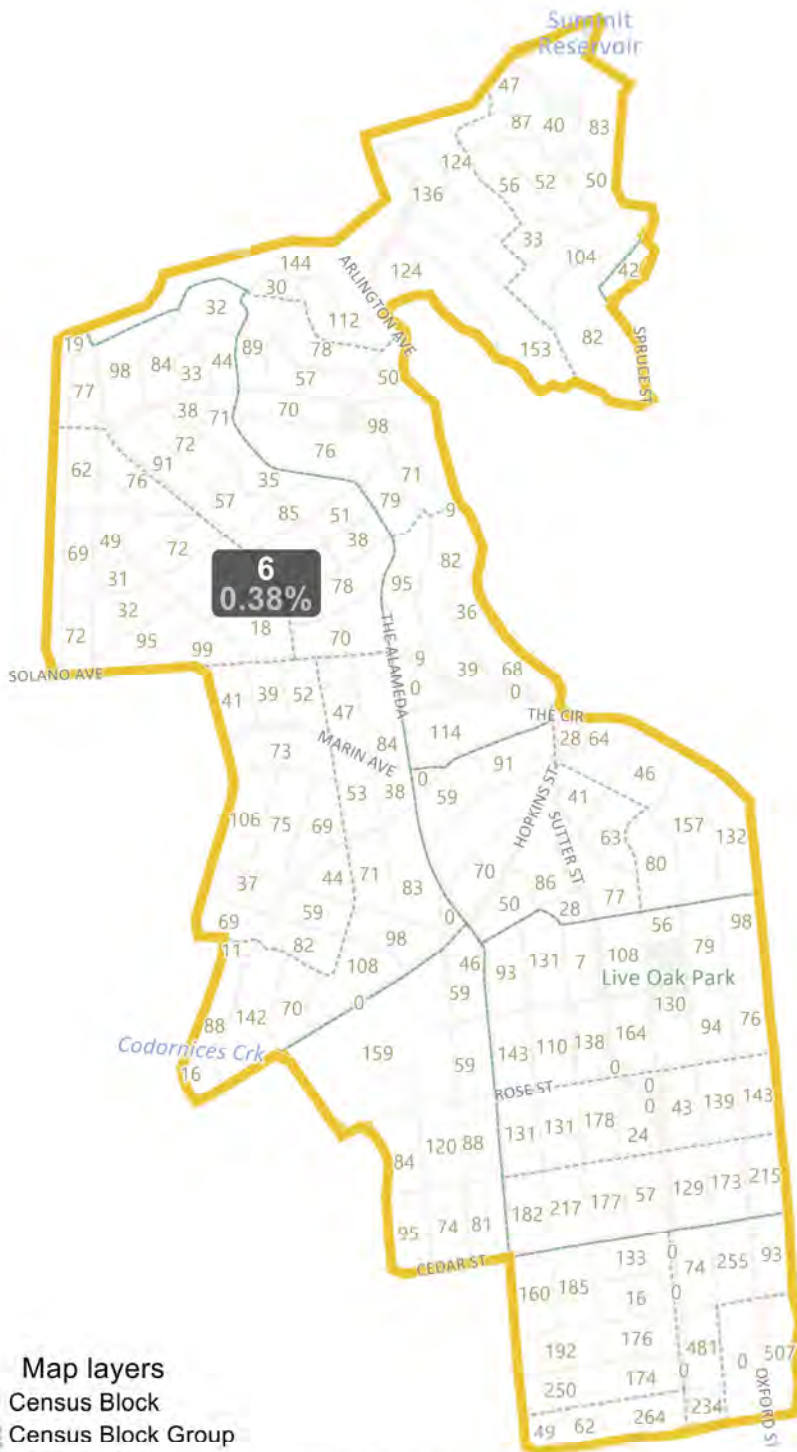 Summit
Reservoir
47
87 40 83
124
136 56 52 50
33
144 124 104 42
30
ARLINGTON AVE
32 112 153 82
SPRUCE ST
19 98 84 33 44 89 78
77 57 50
38 71 70 98
72
62 76 91 76 71
35
57 79
85 51 9
38
69 49 72 82
31 78 95
6
0.38%
32 36
18
72 95 99 70
THE ALAMEDA
9 39 68
0 0
SOLANO AVE
41 39 52
47 THE CIR
114 28 64
84
MARIN AVE
73 91
0 46
53 38 59 41
HOPKINS ST
SUTTER ST
106 75 69 63 157 132
80
37 44 71 83 70 86
59 50 28 77
69 0 56 98
11 82 98
108 46 93 131 7 108 79
59 Live Oak Park
88 142 70 0 130
94 76
Codornices Crk 159 59 143 110 138 164
0
16 ROSE ST 0
0 43 139 143
131 131 178
24
84 120 88
182 217 177 57 129 173 215
95 74 81
CEDAR ST
133 0 74 255 93
160 185
16 0
192 176 481 0 507
0
250 174
OXFORD ST
49 62 264 234
Map layers
Census Block
Census Block Group